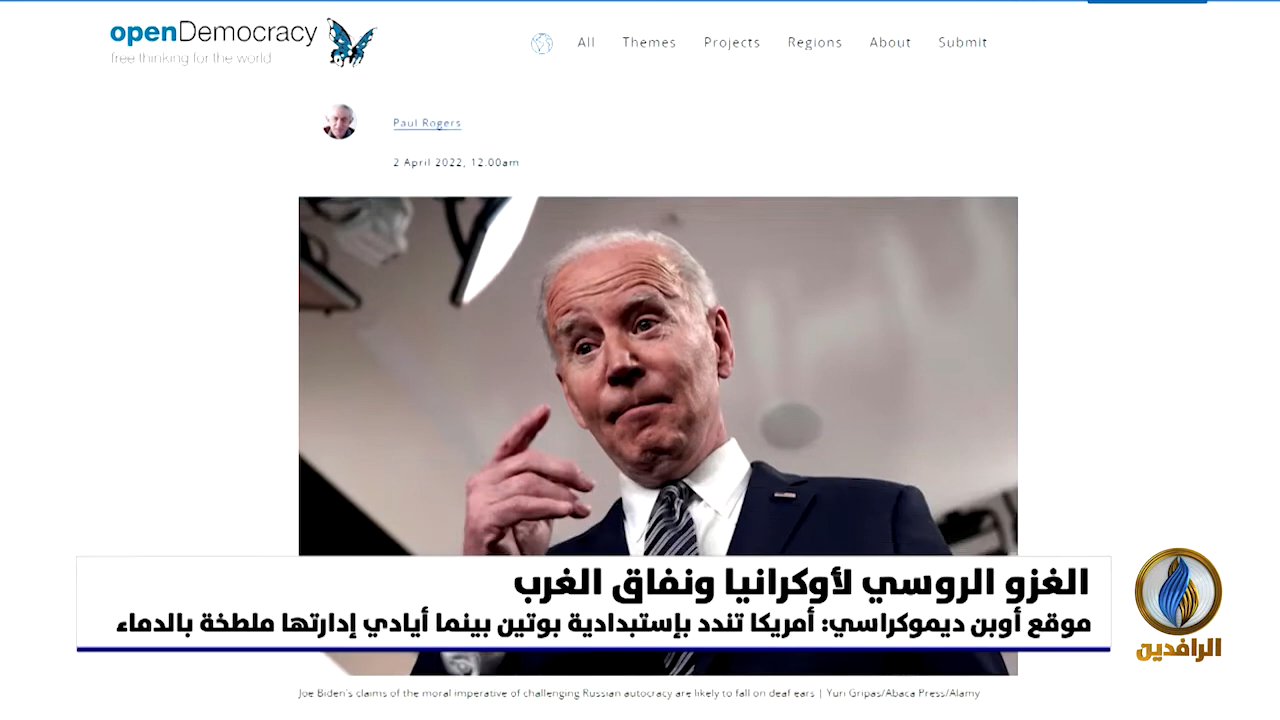 openDemocracy
free thinking for the world
All Themes Projects Regions About Submit
Paul Rogers
2 April 2022, 12.00am
الغزو الروسي لأوكرانيا ونفاق الغرب
موقع أوبن ديموكراسي: أمريكا تندد بإستبدادية بوتين بينما أيادي إدارتها ملطخة بالدماء
الرافدين
Joe Biden's claims of the moral imperative of challenging Russian autocracy are likely to fall on deaf ears | Yuri Gripas/Abaca Press/Alamy